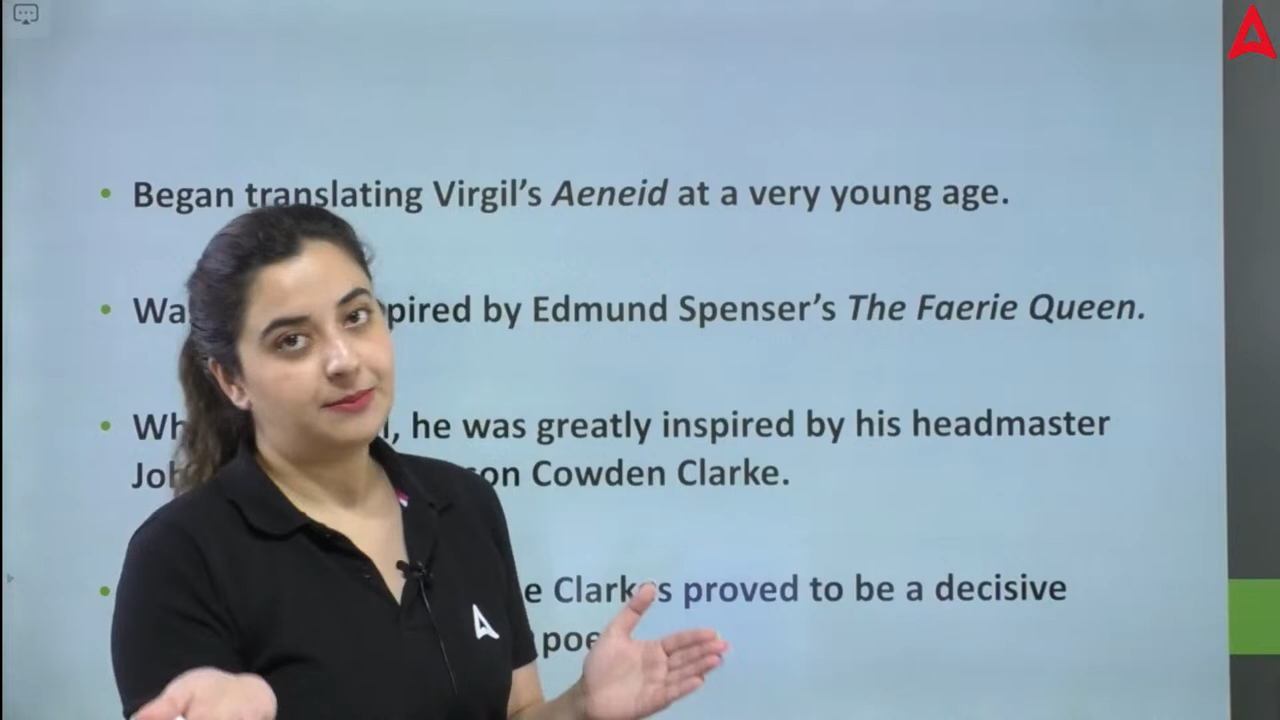 • Began translating Virgil's Aeneid at a very young age.
• Wa pired by Edmund Spenser's The Faerie Queen.
• Wh l, he was greatly inspired by his headmaster
Joh son Cowden Clarke.
• e Clarkes proved to be a decisive
poe